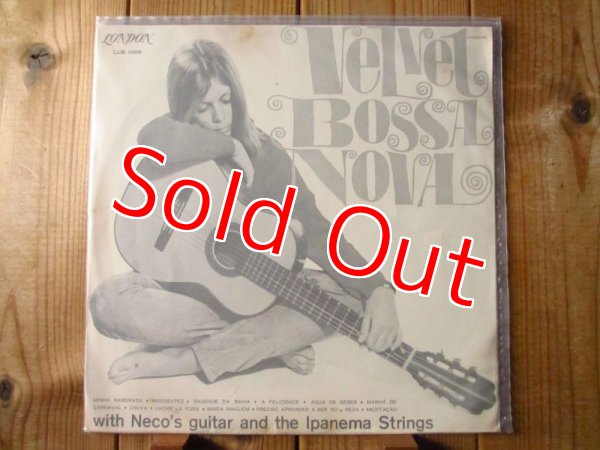 LONDON
LLB 1008
VELVET
BOSSA
NOVA
Sold Out
MINHA NAMORADA • INSENSATEZ • SAUDADE DA BAHIA • A FELICIDADE • AGUA DE BEBER • MANHÃ DE
CARNAVAL • CHUVA • CHOVE LÁ FORA • MARIA NINGUÉM • PRECISO APRENDER A SER SÓ • REZA • MEDITAÇÃO
with Neco's guitar and the Ipanema Strings